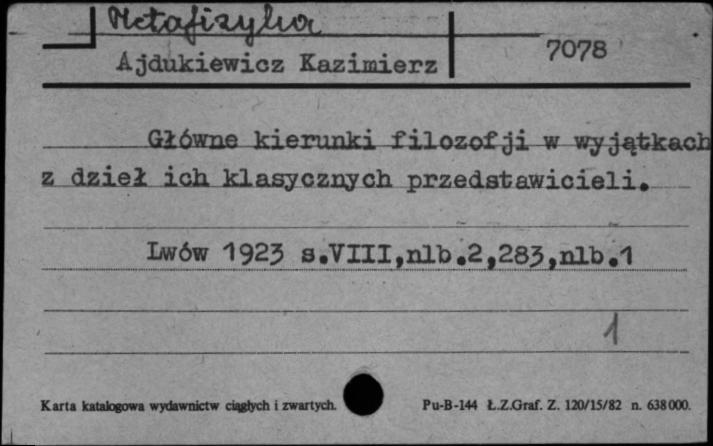 Metafizyka
Ajdukiewicz Kazimierz
7078
Główne kierunki filozofji w wyjątkach
z dzieł ich klasycznych przedstawicieli.
Lwów 1923 s.VIII,nlb.2,283,nlb.1
1
Karta katalogowa wydawnictw ciągłych i zwartych. Pu-B-144 Ł.Z.Graf. Z. 120/15/82 n. 638000.